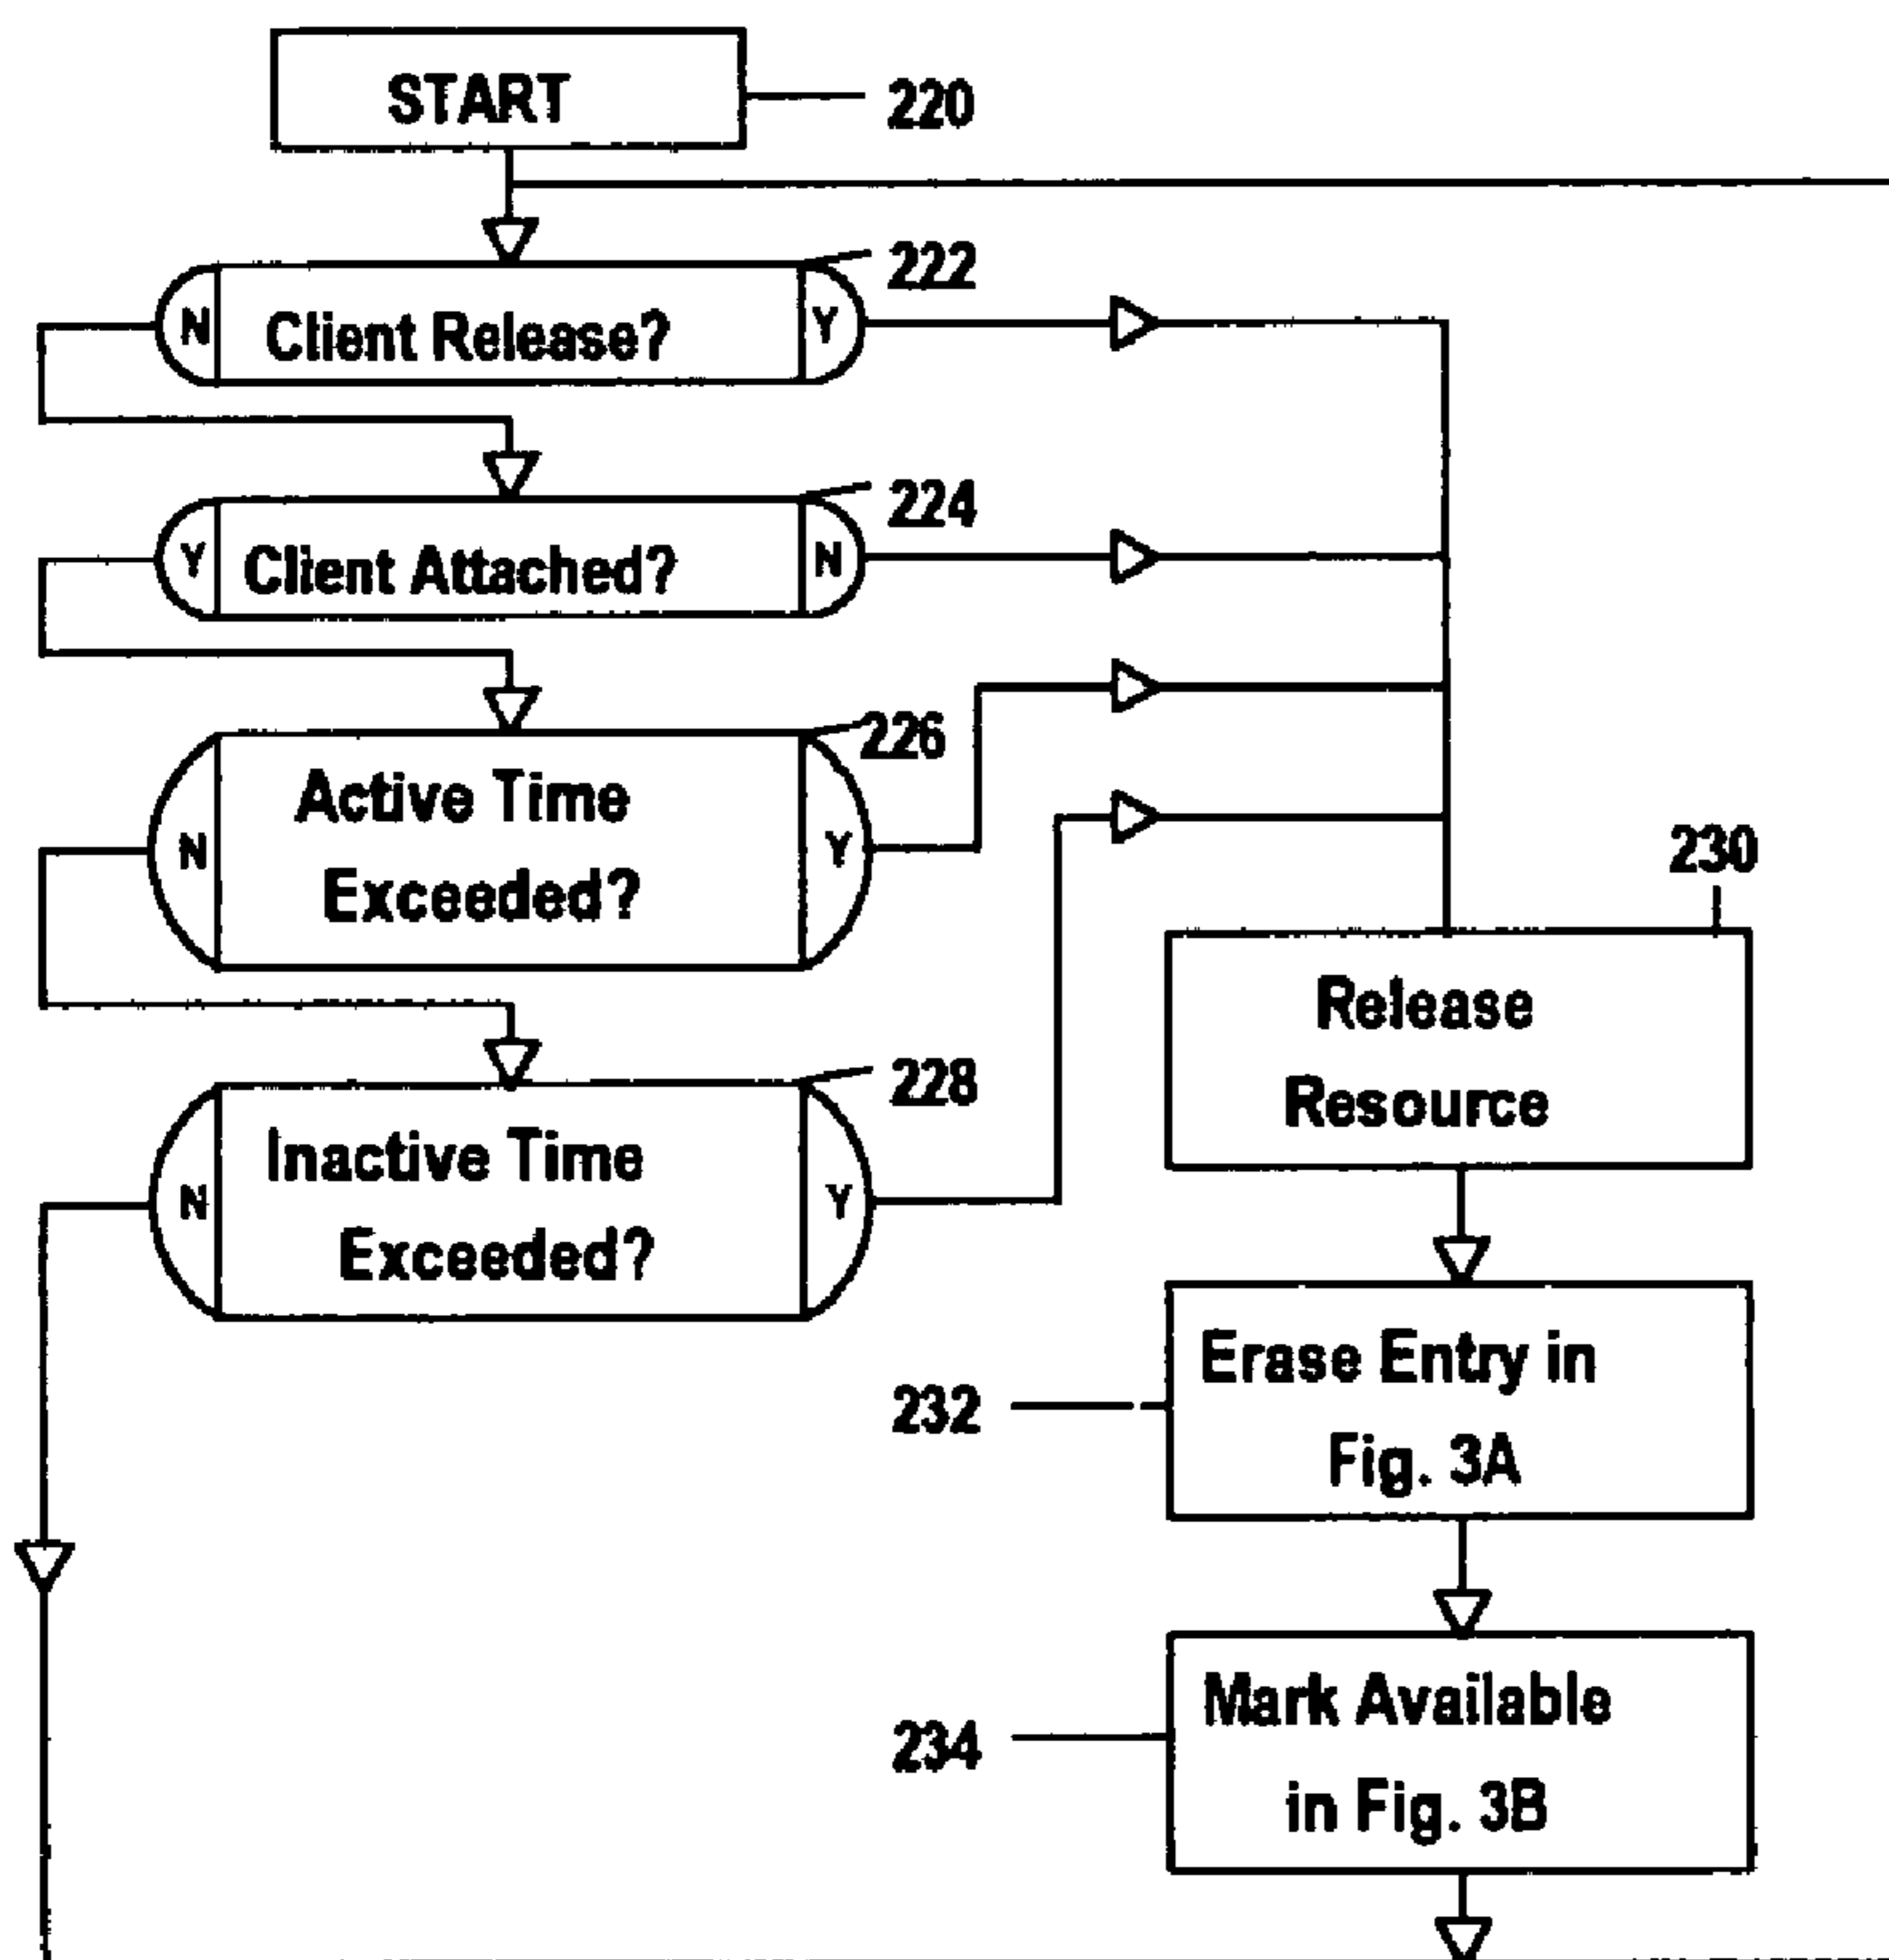 START
220
222
N
Client Release?
Y
224
Y
Client Attached?
N
226
Active Time
N
Y
Exceeded?
230
Release
Resource
228
Inactive Time
N
Y
Exceeded?
232
Erase Entry in
Fig. 3A
234
Mark Available
in Fig. 3B